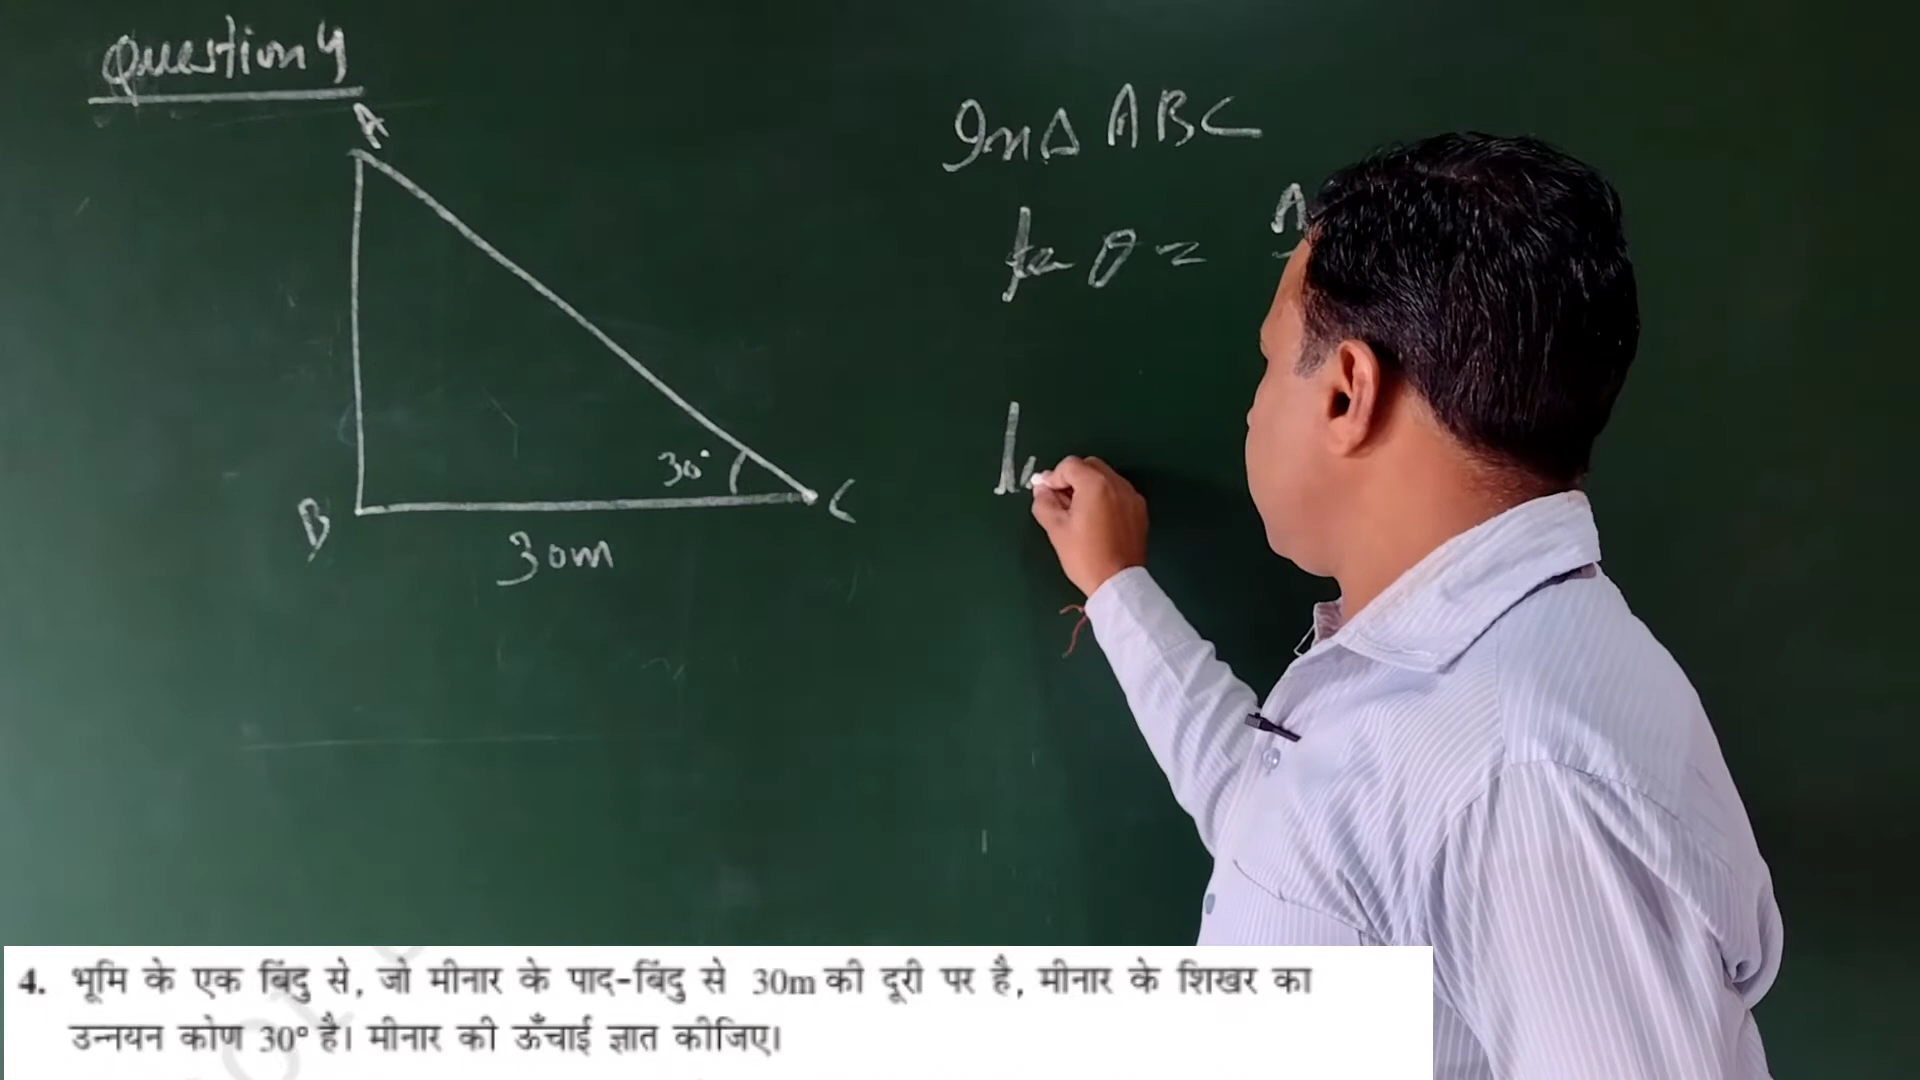 Question 4
A
In Δ ABC
tan θ = A
30°
B
C
30m
4. भूमि के एक बिंदु से, जो मीनार के पाद-बिंदु से 30m की दूरी पर है, मीनार के शिखर का
उन्नयन कोण 30° है। मीनार की ऊँचाई ज्ञात कीजिए।